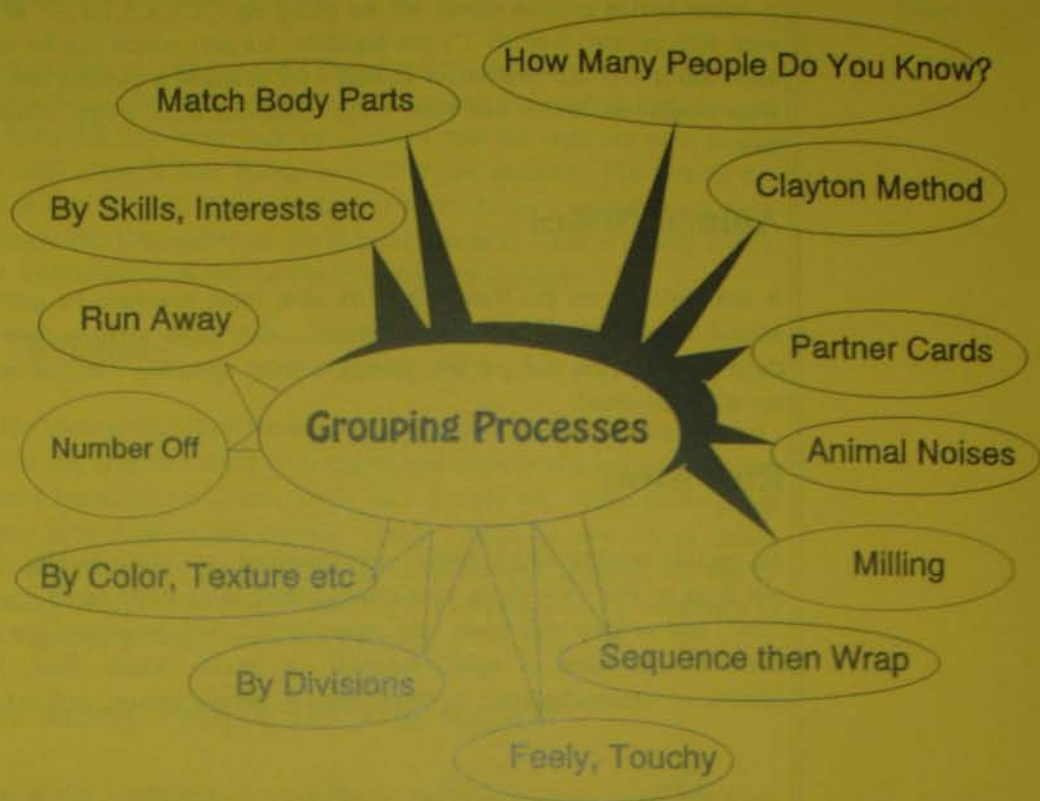 How Many People Do You Know?
Match Body Parts
Clayton Method
By Skills, Interests etc
Run Away
Partner Cards
Grouping Processes
Number Off
Animal Noises
By Color, Texture etc
Milling
Sequence then Wrap
By Divisions
Feely, Touchy